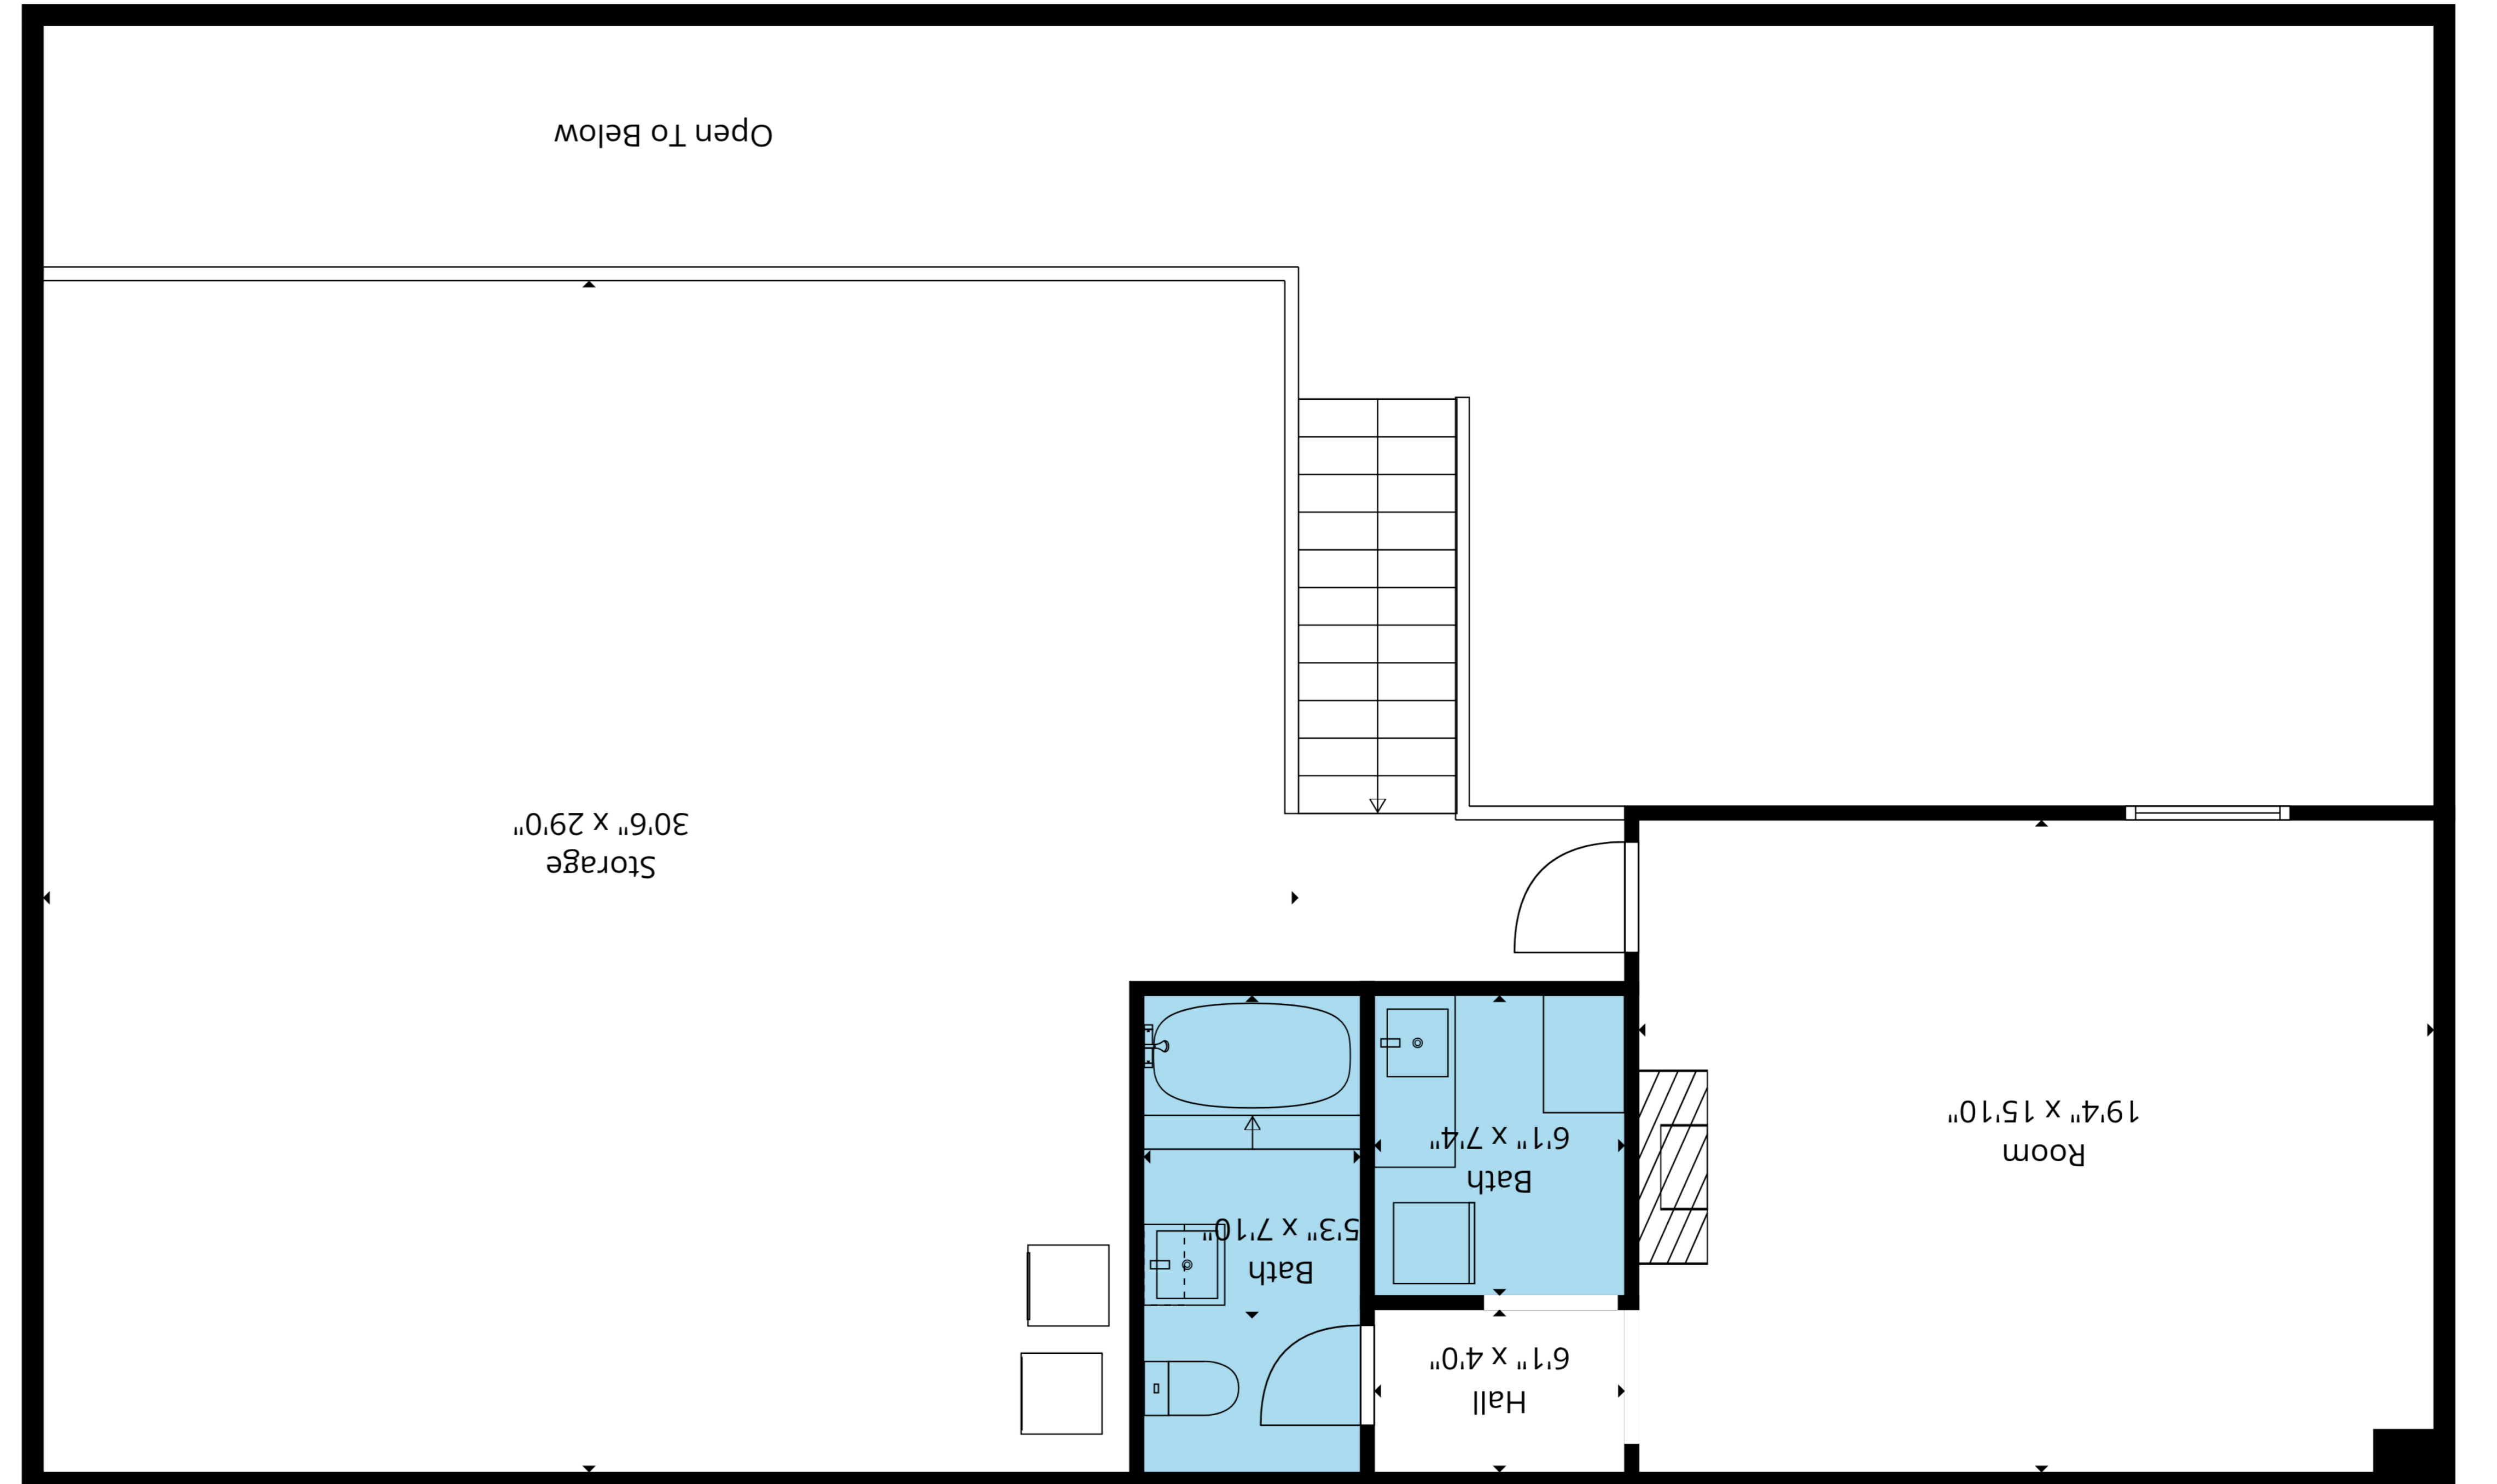 Hall
6'1" x 4'0"
Bath
5'3" x 7'10"
Bath
6'1" x 7'4"
Room
19'4" x 15'10"
Storage
30'6" x 29'0"
Open To Below